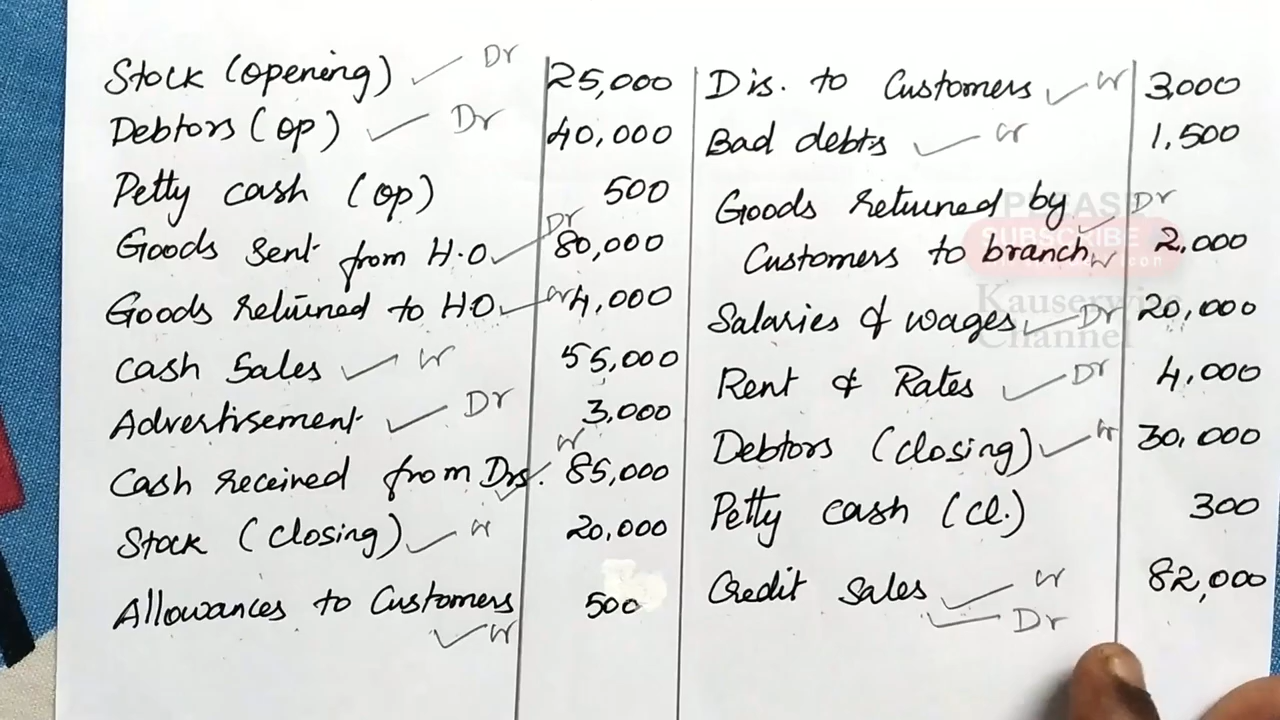 Stock (opening) Dr 25,000
Debtors (op) Dr 40,000
Petty cash (op) 500
Goods sent from H.O Dr 80,000
Goods returned to HO Cr 4,000
Cash Sales Cr 55,000
Advertisement Dr 3,000
Cash received from Drs. Cr 85,000
Stock (closing) Cr 20,000
Allowances to Customers 500
Cr
Dis. to Customers Cr 3,000
Bad debts Cr 1,500
Goods returned by Dr
Customers to branch Cr 2,000
Salaries & wages Dr 20,000
Rent & Rates Dr 4,000
Debtors (closing) Cr 30,000
Petty cash (cl.) 300
Credit sales Cr 82,000
Dr
PLEASE
SUBSCRIBE
Kauserwise
Channel